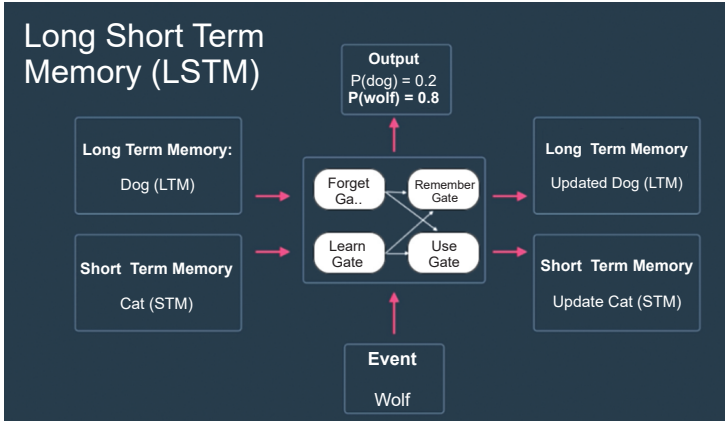 Long Short Term
Memory (LSTM)
Output
P(dog) = 0.2
P(wolf) = 0.8
Long Term Memory:
Dog (LTM)
Short Term Memory
Cat (STM)
Forget
Ga..
Remember
Gate
Learn
Gate
Use
Gate
Long Term Memory
Updated Dog (LTM)
Short Term Memory
Update Cat (STM)
Event
Wolf